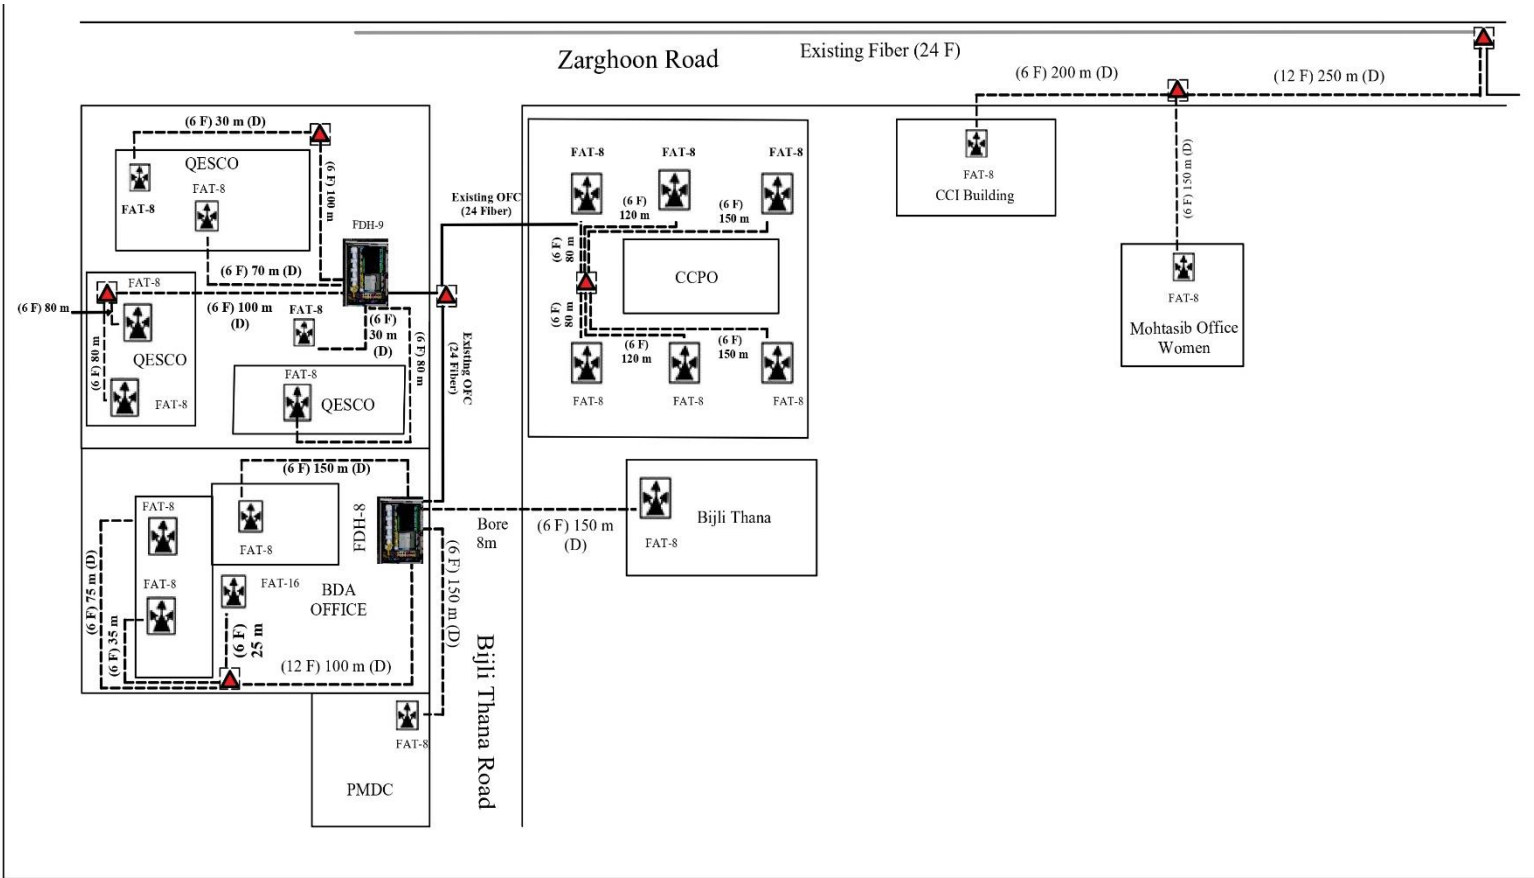 Zarghoon Road
Existing Fiber (24 F)
(6 F) 200 m (D)
(12 F) 250 m (D)
(6 F) 30 m (D)
QESCO
FAT-8
FAT-8
(6 F) 100 m
FDH-9
(6 F) 70 m (D)
Existing OFC
(24 Fiber)
FAT-8
FAT-8
FAT-8
(6 F)
120 m
(6 F)
150 m
(6 F)
80 m
CCPO
(6 F)
80 m
(6 F)
120 m
(6 F)
150 m
FAT-8
FAT-8
FAT-8
FAT-8
CCI Building
(6 F) 150 m (D)
FAT-8
Mohtasib Office
Women
FAT-8
(6 F) 80 m
(6 F) 100 m
(D)
FAT-8
(6 F)
30 m
(D)
(6 F) 80 m
Existing OFC
(24 Fiber)
QESCO
(6 F) 80 m
FAT-8
FAT-8
QESCO
(6 F) 150 m (D)
FAT-8
FAT-8
FDH-8
Bore
8m
(6 F) 150 m
(D)
Bijli Thana
FAT-8
(6 F) 75 m (D)
FAT-8
FAT-16
BDA
OFFICE
(6 F) 35 m
(6 F)
25 m
(12 F) 100 m (D)
(6 F) 150 m (D)
Bijli Thana Road
FAT-8
PMDC